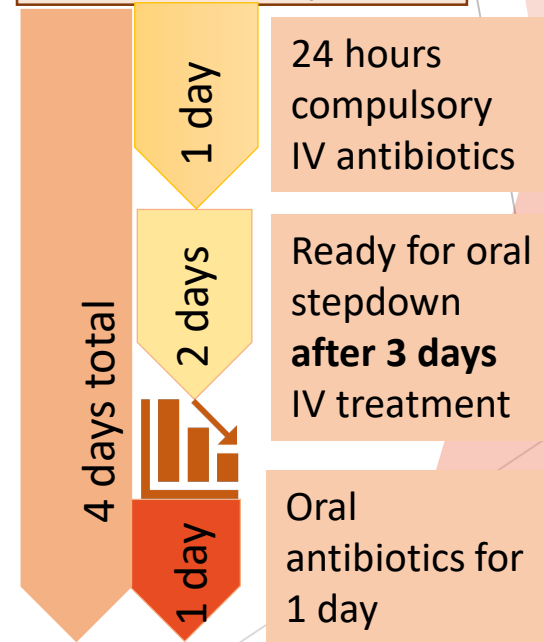 4 days total
1 day
24 hours
compulsory
IV antibiotics
2 days
Ready for oral
stepdown
after 3 days
IV treatment
1 day
Oral
antibiotics for
1 day